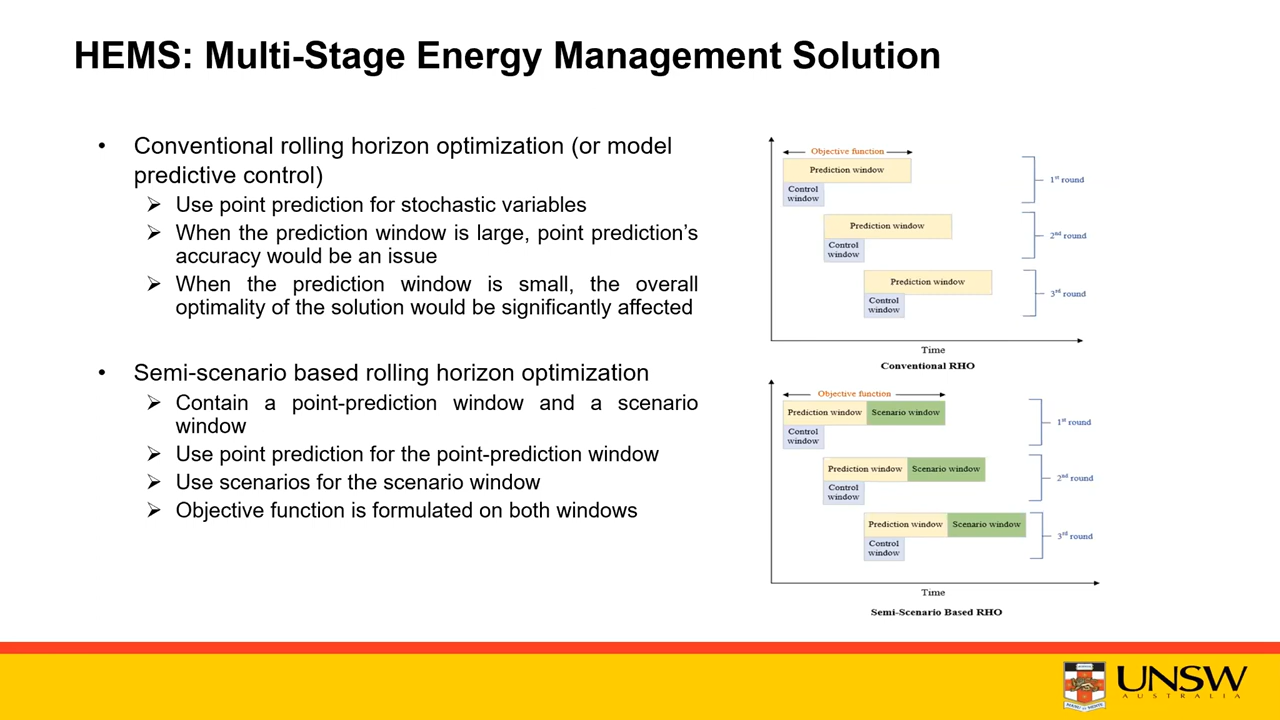 HEMS: Multi-Stage Energy Management Solution
• Conventional rolling horizon optimization (or model
predictive control)
➢ Use point prediction for stochastic variables
➢ When the prediction window is large, point prediction’s
accuracy would be an issue
➢ When the prediction window is small, the overall
optimality of the solution would be significantly affected
• Semi-scenario based rolling horizon optimization
➢ Contain a point-prediction window and a scenario
window
➢ Use point prediction for the point-prediction window
➢ Use scenarios for the scenario window
➢ Objective function is formulated on both windows
Objective function
Prediction window
Control
window
1st round
Prediction window
Control
window
2nd round
Prediction window
Control
window
3rd round
Time
Conventional RHO
Objective function
Prediction window Scenario window
Control
window
1st round
Prediction window Scenario window
Control
window
2nd round
Prediction window Scenario window
Control
window
3rd round
Time
Semi-Scenario Based RHO
UNSW
AUSTRALIA